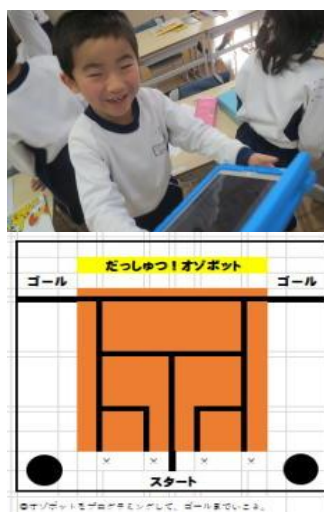 だっしゅつ！オゾボット
ゴール
ゴール
× × × ×
スタート
◎オゾボットをプログラミングして、ゴールまでいこう。